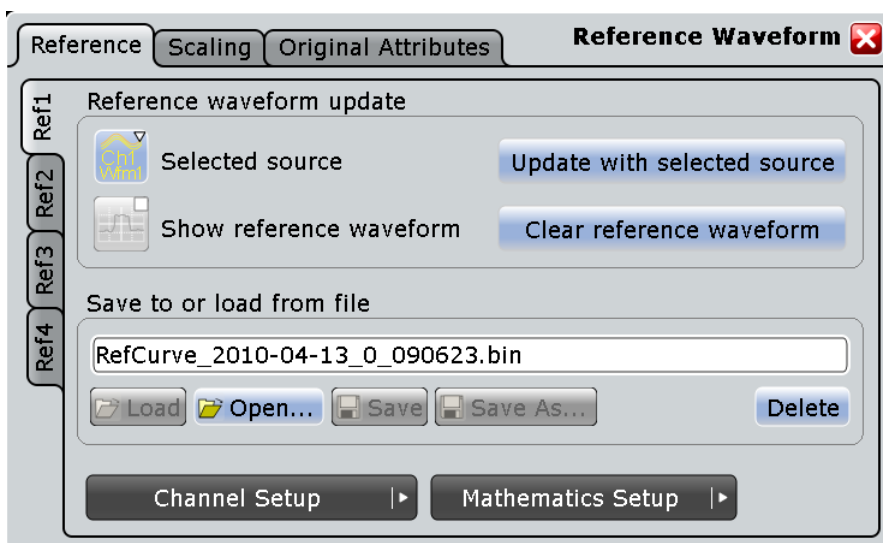 Reference Scaling Original Attributes Reference Waveform
Ref1
Ref2
Ref3
Ref4
Reference waveform update
Ch1
Wfm1
Selected source
Update with selected source
Show reference waveform
Clear reference waveform
Save to or load from file
RefCurve_2010-04-13_0_090623.bin
Load Open... Save Save As... Delete
Channel Setup Mathematics Setup